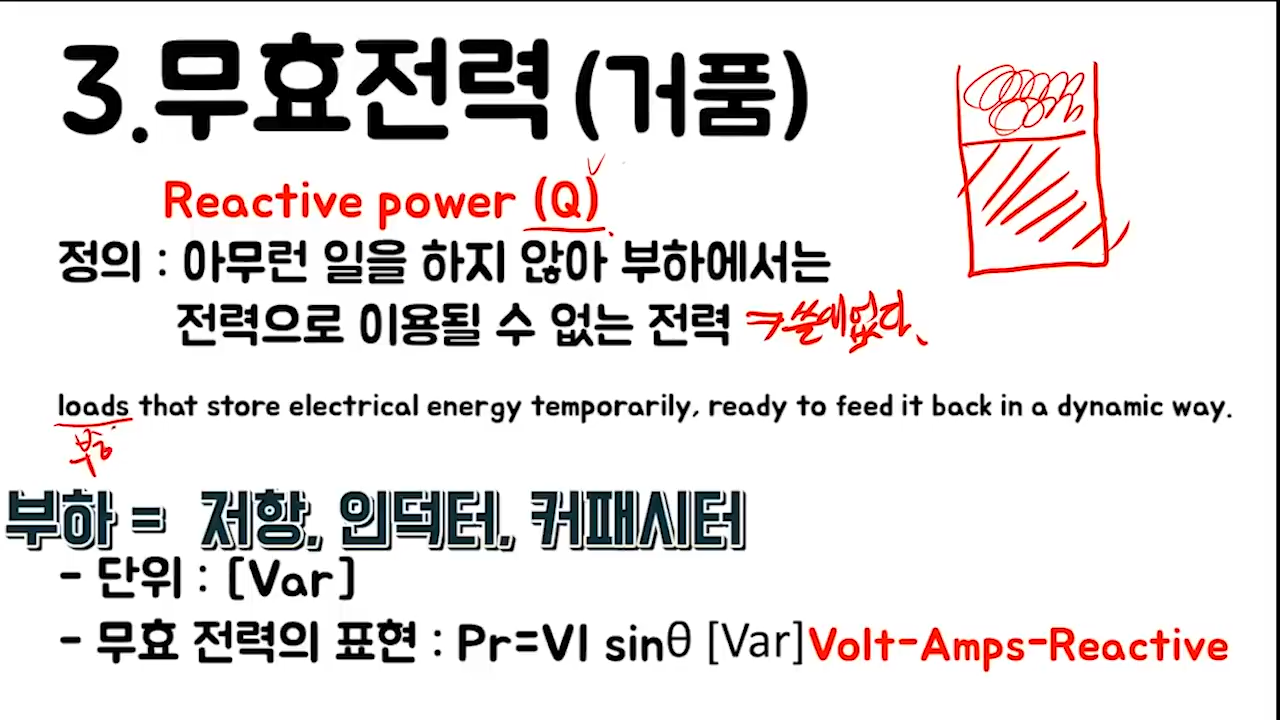 3.무효전력(거품)
Reactive power (Q)
정의 : 아무런 일을 하지 않아 부하에서는
전력으로 이용될 수 없는 전력 → 쓸데없다.
loads that store electrical energy temporarily, ready to feed it back in a dynamic way.
부하 = 저항, 인덕터, 커패시터
- 단위 : [Var]
- 무효 전력의 표현 : Pr=VI sinθ [Var]Volt-Amps-Reactive